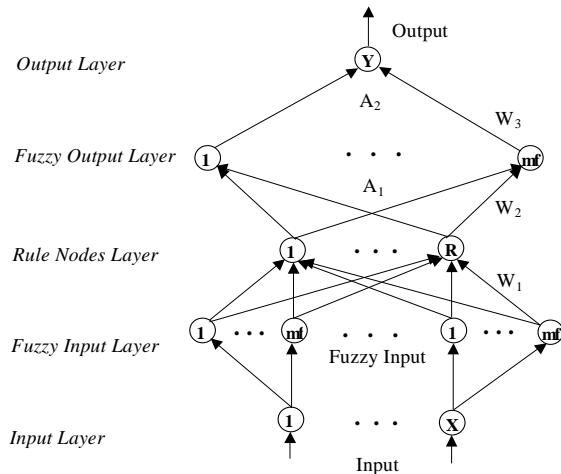 Output
Output Layer
Y
A2
W3
Fuzzy Output Layer
1
. . .
mf
A1
W2
Rule Nodes Layer
1
. . .
R
W1
1
. . .
mf
. . .
1
. . .
mf
Fuzzy Input Layer
Fuzzy Input
1
. . .
X
Input Layer
Input